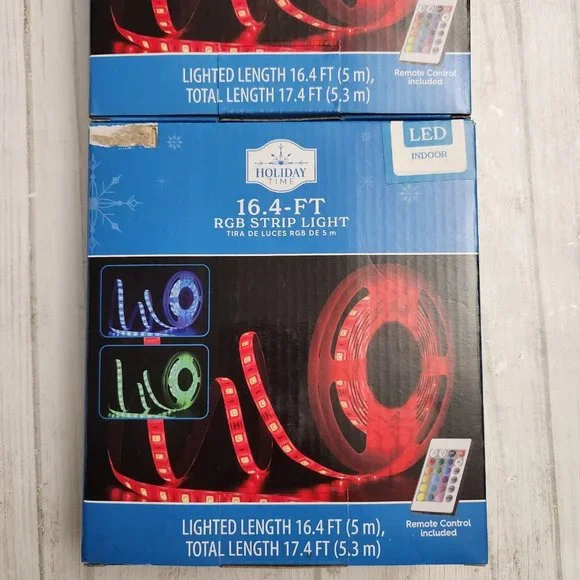 LIGHTED LENGTH 16.4 FT (5 m),
TOTAL LENGTH 17.4 FT (5.3 m)
Remote Control
included
LED
INDOOR
HOLIDAY
TIME
16.4-FT
RGB STRIP LIGHT
TIRA DE LUCES RGB DE 5 m
LIGHTED LENGTH 16.4 FT (5 m),
TOTAL LENGTH 17.4 FT (5.3 m)
Remote Control
included